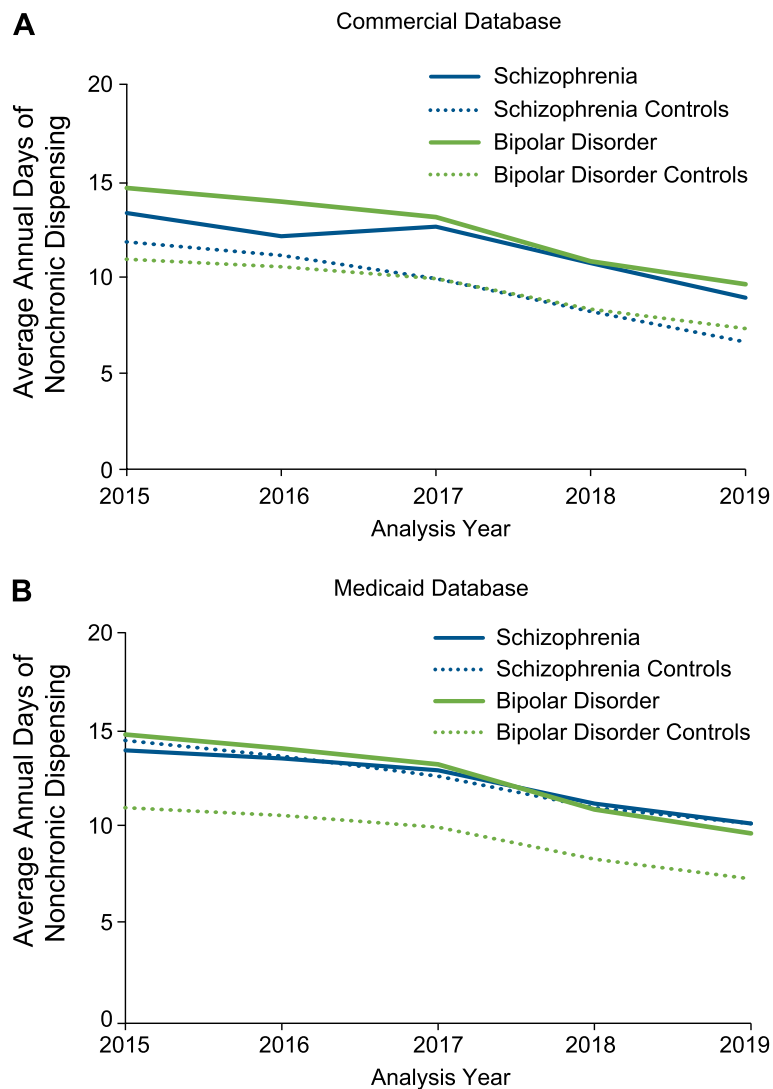 A
Commercial Database
Schizophrenia
Schizophrenia Controls
Bipolar Disorder
Bipolar Disorder Controls
Average Annual Days of
Nonchronic Dispensing
20
15
10
5
0
2015 2016 2017 2018 2019
Analysis Year
B
Medicaid Database
Schizophrenia
Schizophrenia Controls
Bipolar Disorder
Bipolar Disorder Controls
Average Annual Days of
Nonchronic Dispensing
20
15
10
5
0
2015 2016 2017 2018 2019
Analysis Year